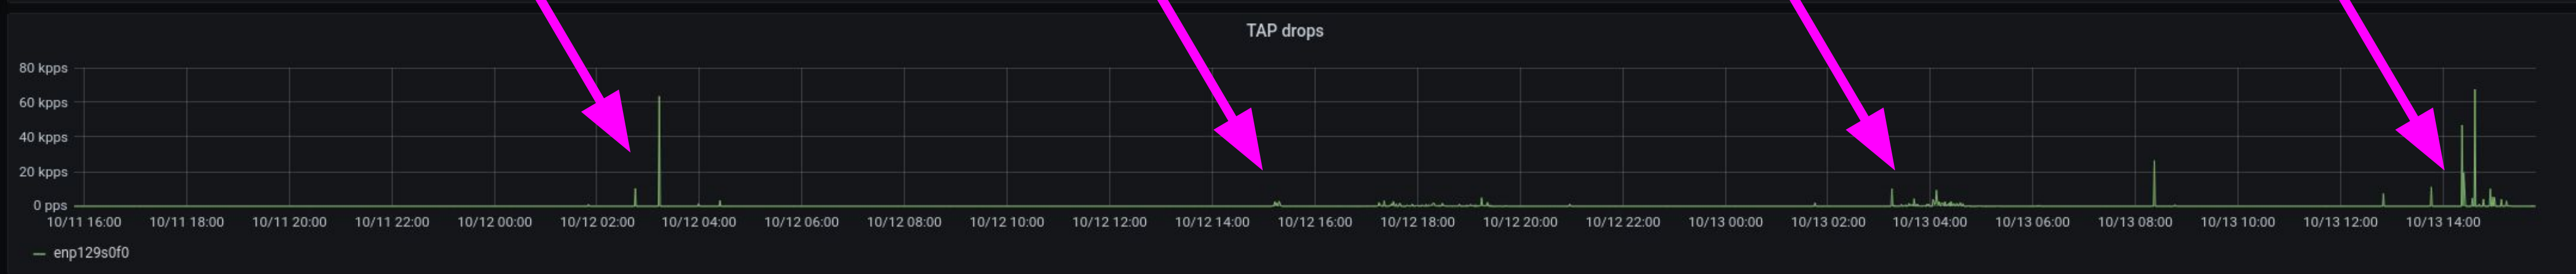 TAP drops
80 kpps
60 kpps
40 kpps
20 kpps
0 pps
10/11 16:00 10/11 18:00 10/11 20:00 10/11 22:00 10/12 00:00 10/12 02:00 10/12 04:00 10/12 06:00 10/12 08:00 10/12 10:00 10/12 12:00 10/12 14:00 10/12 16:00 10/12 18:00 10/12 20:00 10/12 22:00 10/13 00:00 10/13 02:00 10/13 04:00 10/13 06:00 10/13 08:00 10/13 10:00 10/13 12:00 10/13 14:00
enp129s0f0